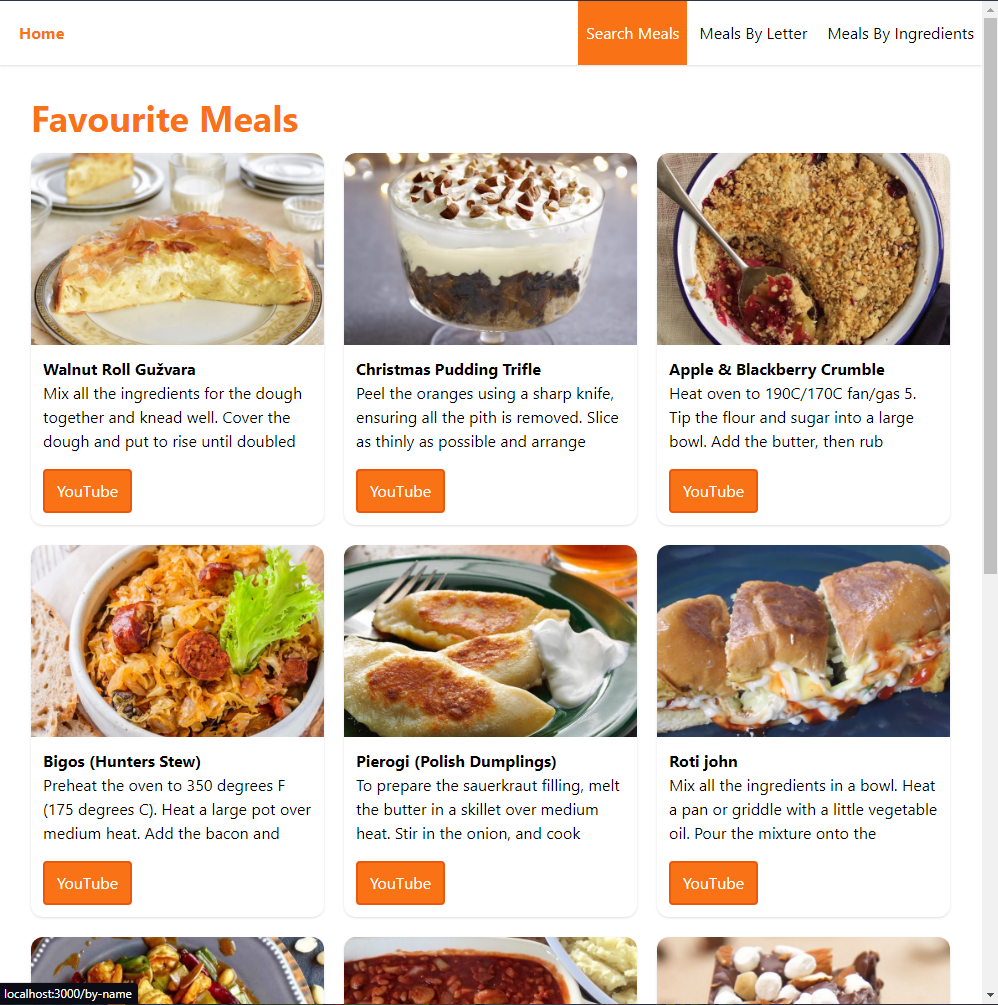 Home
Search Meals
Meals By Letter
Meals By Ingredients
Favourite Meals
Walnut Roll Gužvara
Mix all the ingredients for the dough
together and knead well. Cover the
dough and put to rise until doubled
YouTube
Christmas Pudding Trifle
Peel the oranges using a sharp knife,
ensuring all the pith is removed. Slice
as thinly as possible and arrange
YouTube
Apple & Blackberry Crumble
Heat oven to 190C/170C fan/gas 5.
Tip the flour and sugar into a large
bowl. Add the butter, then rub
YouTube
Bigos (Hunters Stew)
Preheat the oven to 350 degrees F
(175 degrees C). Heat a large pot over
medium heat. Add the bacon and
YouTube
Pierogi (Polish Dumplings)
To prepare the sauerkraut filling, melt
the butter in a skillet over medium
heat. Stir in the onion, and cook
YouTube
Roti john
Mix all the ingredients in a bowl. Heat
a pan or griddle with a little vegetable
oil. Pour the mixture onto the
YouTube
localhost:3000/by-name